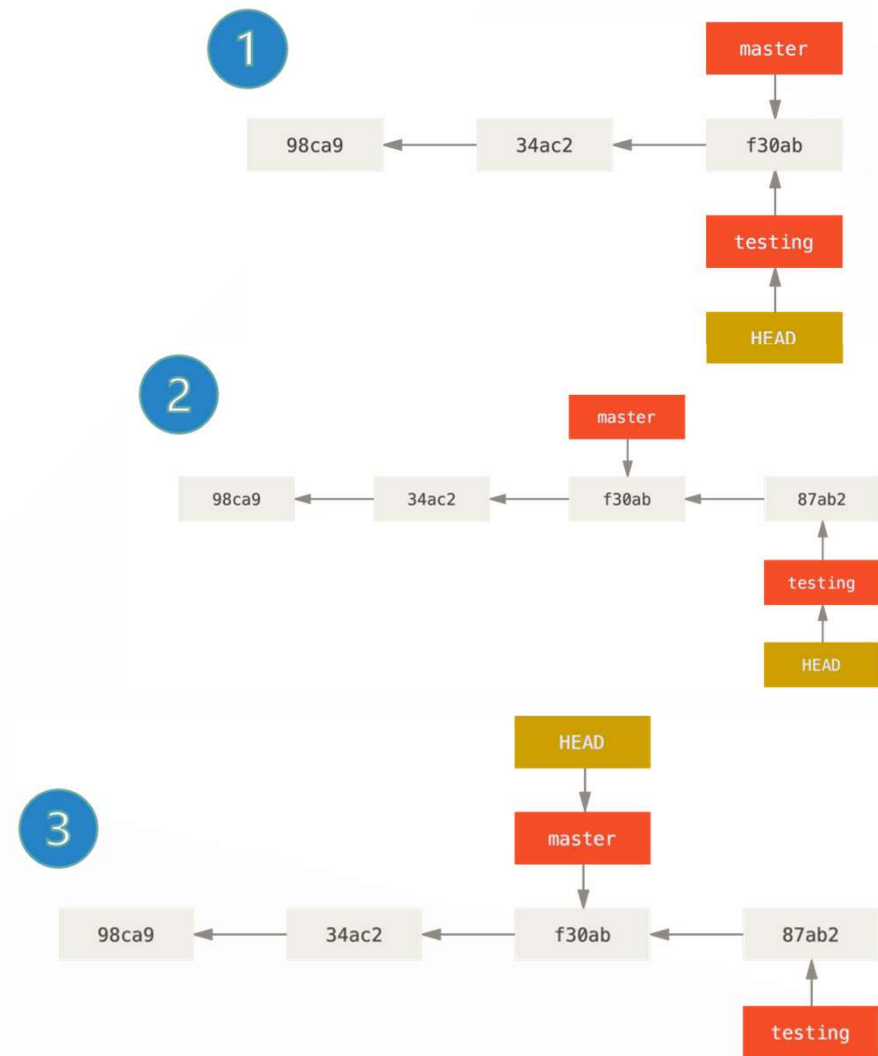 1
master
98ca9 34ac2 f30ab
testing
HEAD
2
master
98ca9 34ac2 f30ab 87ab2
testing
HEAD
HEAD
3
master
98ca9 34ac2 f30ab 87ab2
testing